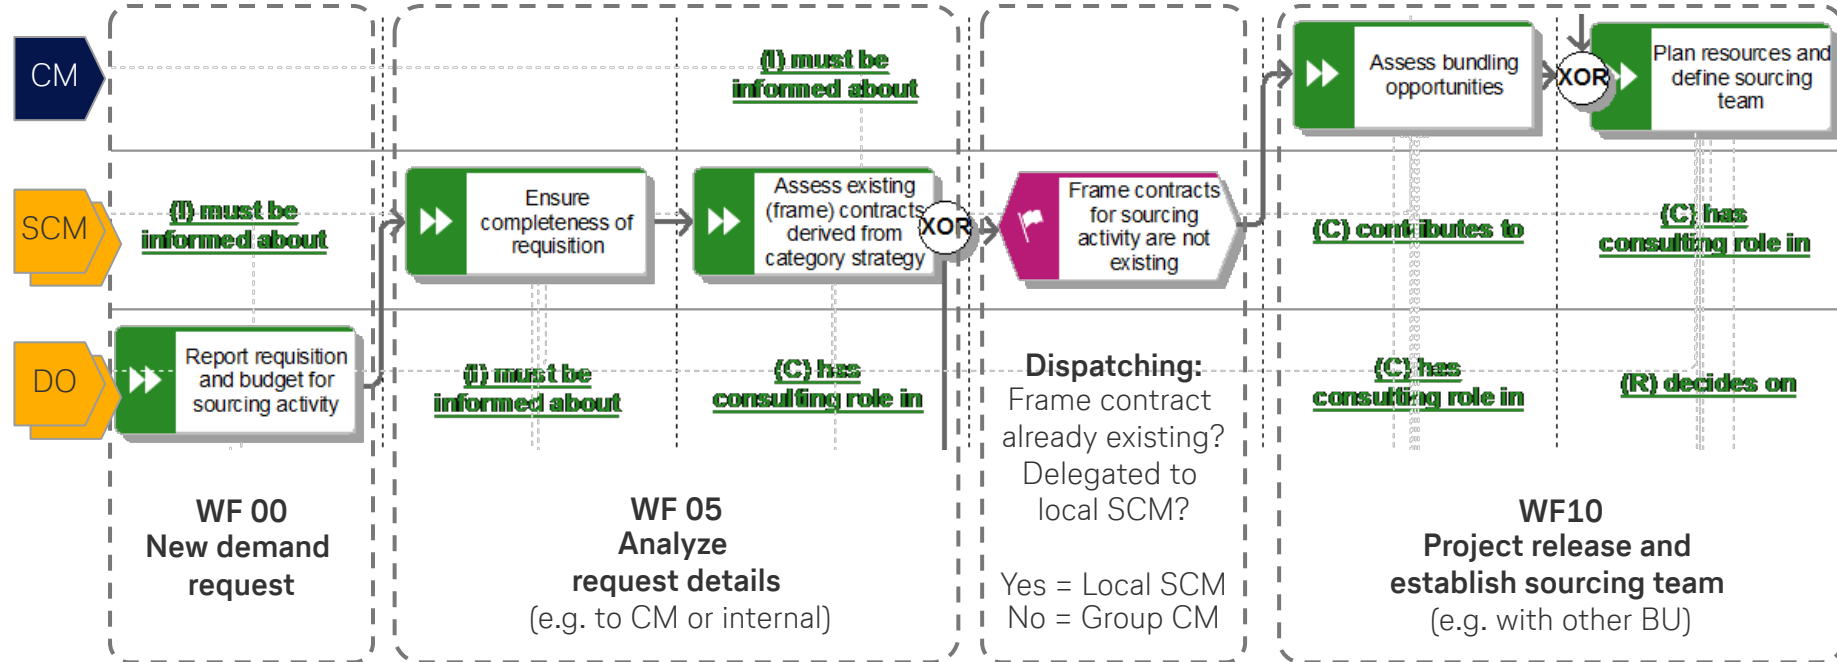 CM
(I) must be
informed about
Assess bundling
opportunities
XOR
Plan resources and
define sourcing
team
SCM
(I) must be
informed about
Ensure
completeness of
requisition
Assess existing
(frame) contracts
derived from
category strategy
XOR
Frame contracts
for sourcing
activity are not
existing
(C) contributes to
(C) has
consulting role in
DO
Report requisition
and budget for
sourcing activity
(I) must be
informed about
(C) has
consulting role in
Dispatching:
Frame contract
already existing?
Delegated to
local SCM?
Yes = Local SCM
No = Group CM
(C) has
consulting role in
(R) decides on
WF 00
New demand
request
WF 05
Analyze
request details
(e.g. to CM or internal)
WF10
Project release and
establish sourcing team
(e.g. with other BU)